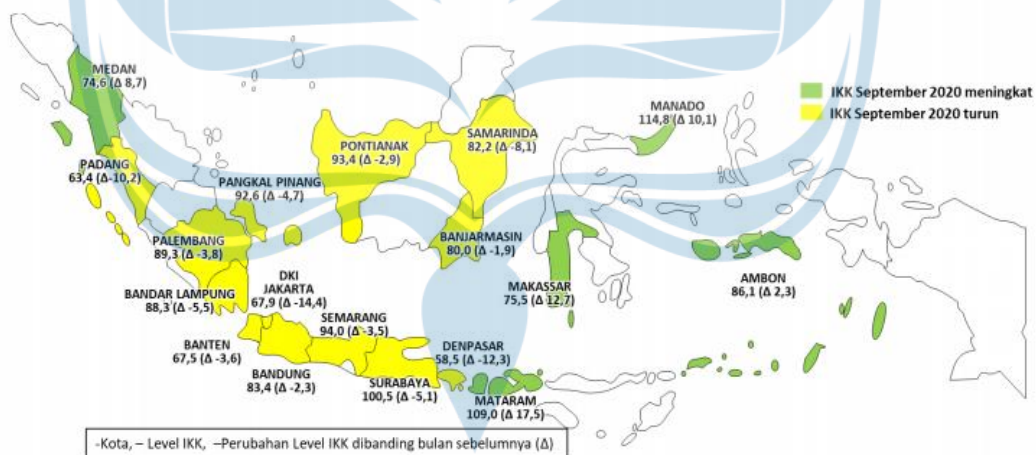 MEDAN
74,6 (Δ 8,7)
IKK September 2020 meningkat
IKK September 2020 turun
MANADO
114,8 (Δ 10,1)
SAMARINDA
82,2 (Δ -8,1)
PONTIANAK
93,4 (Δ -2,9)
PADANG
63,4 (Δ-10,2)
PANGKAL PINANG
92,6 (Δ -4,7)
PALEMBANG
89,3 (Δ -3,8)
BANJARMASIN
80,0 (Δ -1,9)
DKI
JAKARTA
67,9 (Δ -14,4)
AMBON
86,1 (Δ 2,3)
MAKASSAR
75,5 (Δ 12,7)
BANDAR LAMPUNG
88,3 (Δ -5,5)
SEMARANG
94,0 (Δ -3,5)
BANTEN
67,5 (Δ -3,6)
DENPASAR
58,5 (Δ -12,3)
BANDUNG
83,4 (Δ -2,3)
SURABAYA
100,5 (Δ -5,1)
MATARAM
109,0 (Δ 17,5)
-Kota, – Level IKK, –Perubahan Level IKK dibanding bulan sebelumnya (Δ)